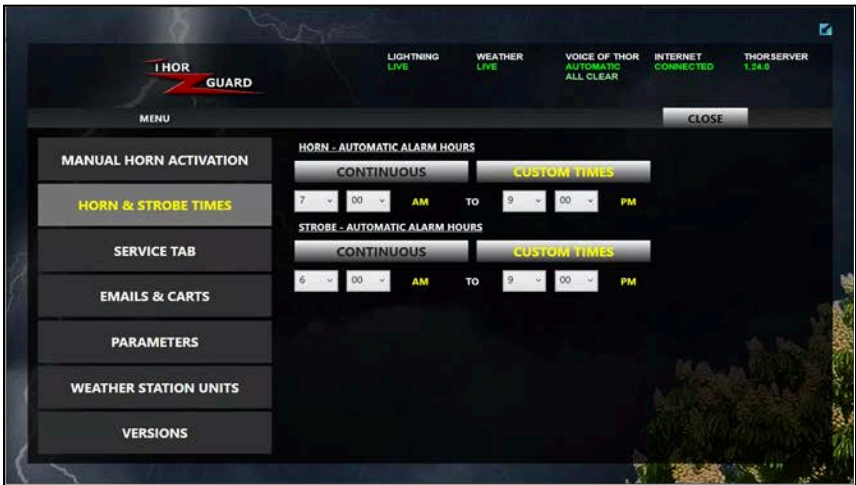 THOR
GUARD
LIGHTNING
LIVE
WEATHER
LIVE
VOICE OF THOR
AUTOMATIC
ALL CLEAR
INTERNET
CONNECTED
THORSERVER
1.24.0
MENU
CLOSE
MANUAL HORN ACTIVATION
HORN & STROBE TIMES
SERVICE TAB
EMAILS & CARTS
PARAMETERS
WEATHER STATION UNITS
VERSIONS
HORN - AUTOMATIC ALARM HOURS
CONTINUOUS CUSTOM TIMES
7 00 AM TO 9 00 PM
STROBE - AUTOMATIC ALARM HOURS
CONTINUOUS CUSTOM TIMES
6 00 AM TO 9 00 PM